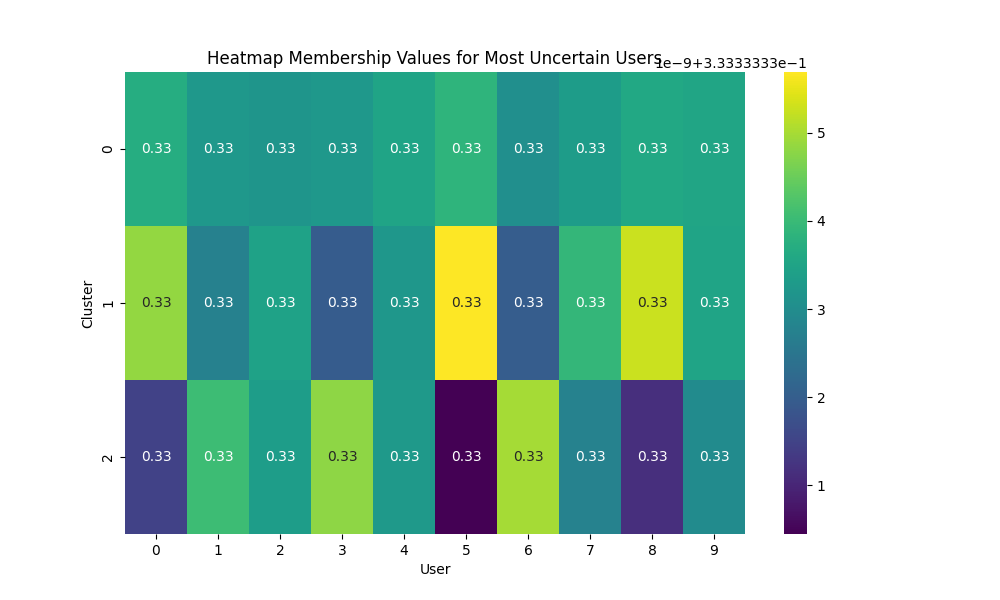 Heatmap Membership Values for Most Uncertain Users
1e−9+3.3333333e−1
0 0.33 0.33 0.33 0.33 0.33 0.33 0.33 0.33 0.33 0.33
1 0.33 0.33 0.33 0.33 0.33 0.33 0.33 0.33 0.33 0.33
2 0.33 0.33 0.33 0.33 0.33 0.33 0.33 0.33 0.33 0.33
Cluster
0 1 2 3 4 5 6 7 8 9
User
5
4
3
2
1